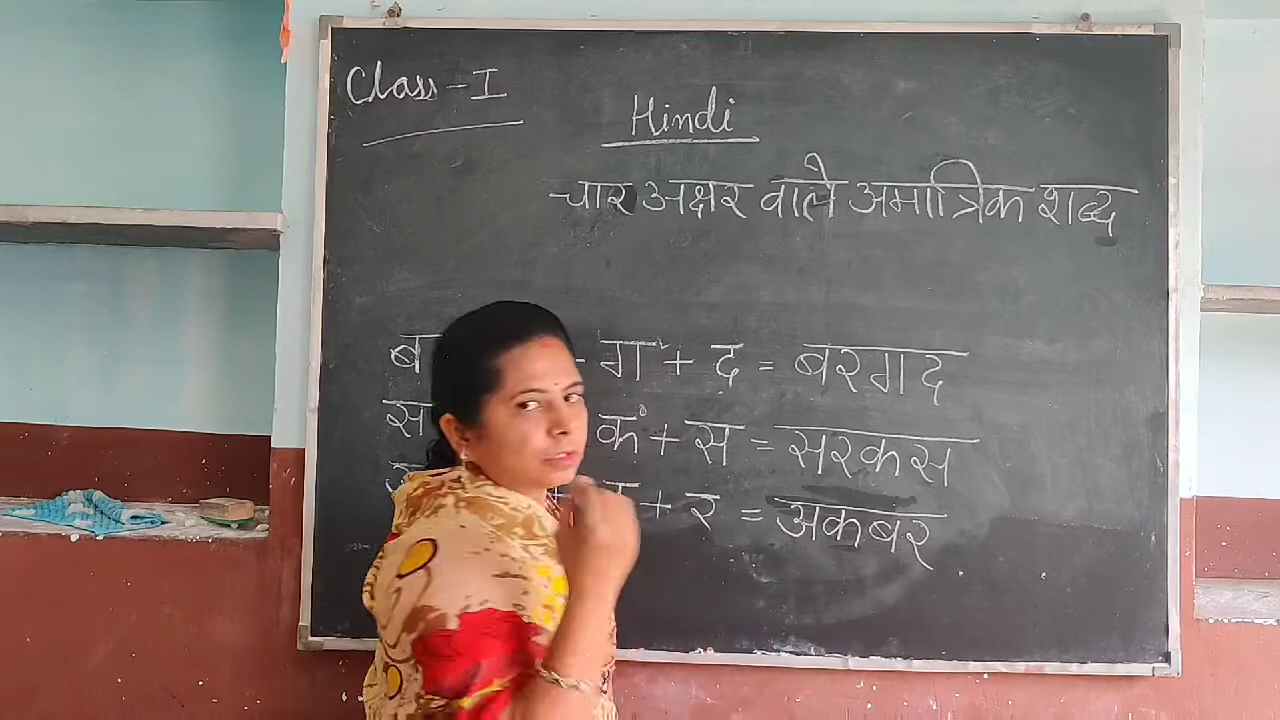 Class - I
Hindi
चार अक्षर वाले अमात्रिक शब्द
ब - ग + द = बरगद
स कं + स = सरकस
+ र = अकबर